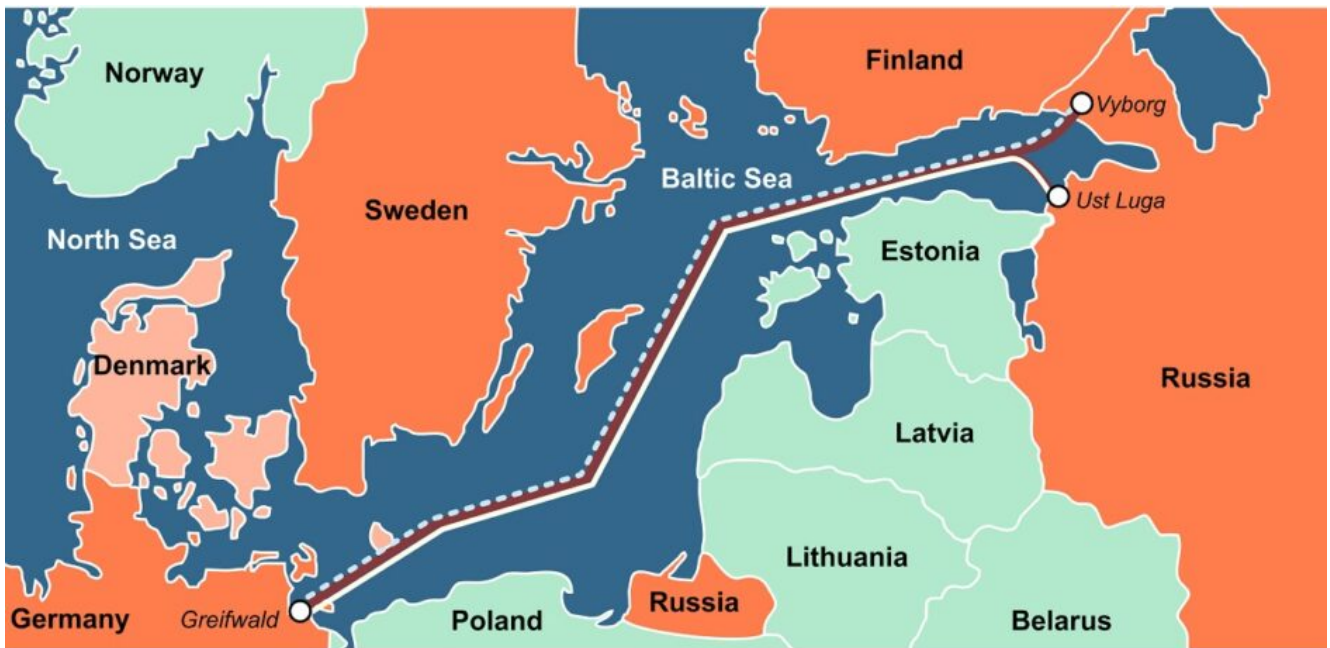 Norway
Finland
Vyborg
Baltic Sea
Sweden
Ust Luga
North Sea
Estonia
Denmark
Russia
Latvia
Lithuania
Russia
Germany
Greifwald
Poland
Belarus